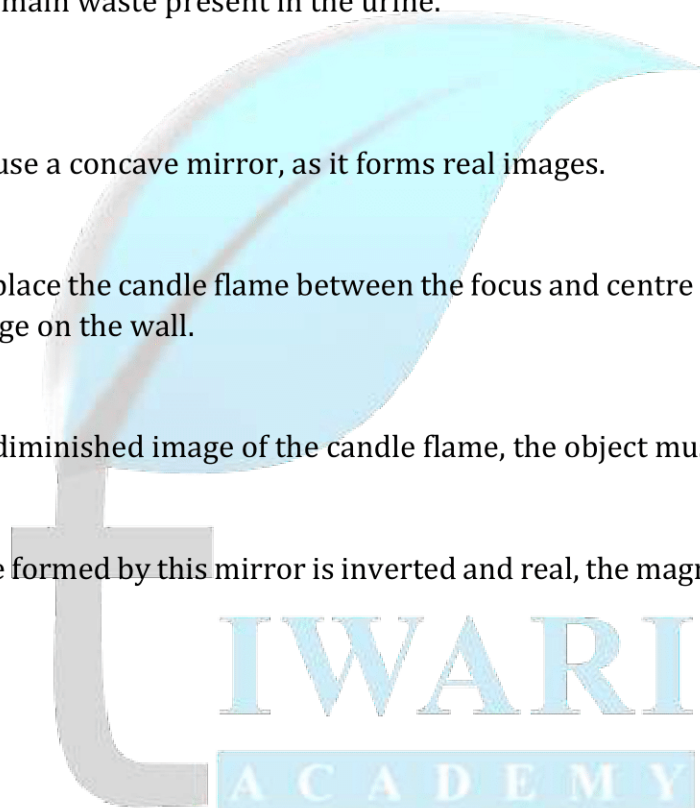 main waste present in the urine.
use a concave mirror, as it forms real images.
place the candle flame between the focus and centre
ge on the wall.
diminished image of the candle flame, the object mu
e formed by this mirror is inverted and real, the mag
IWARI
ACADEMY